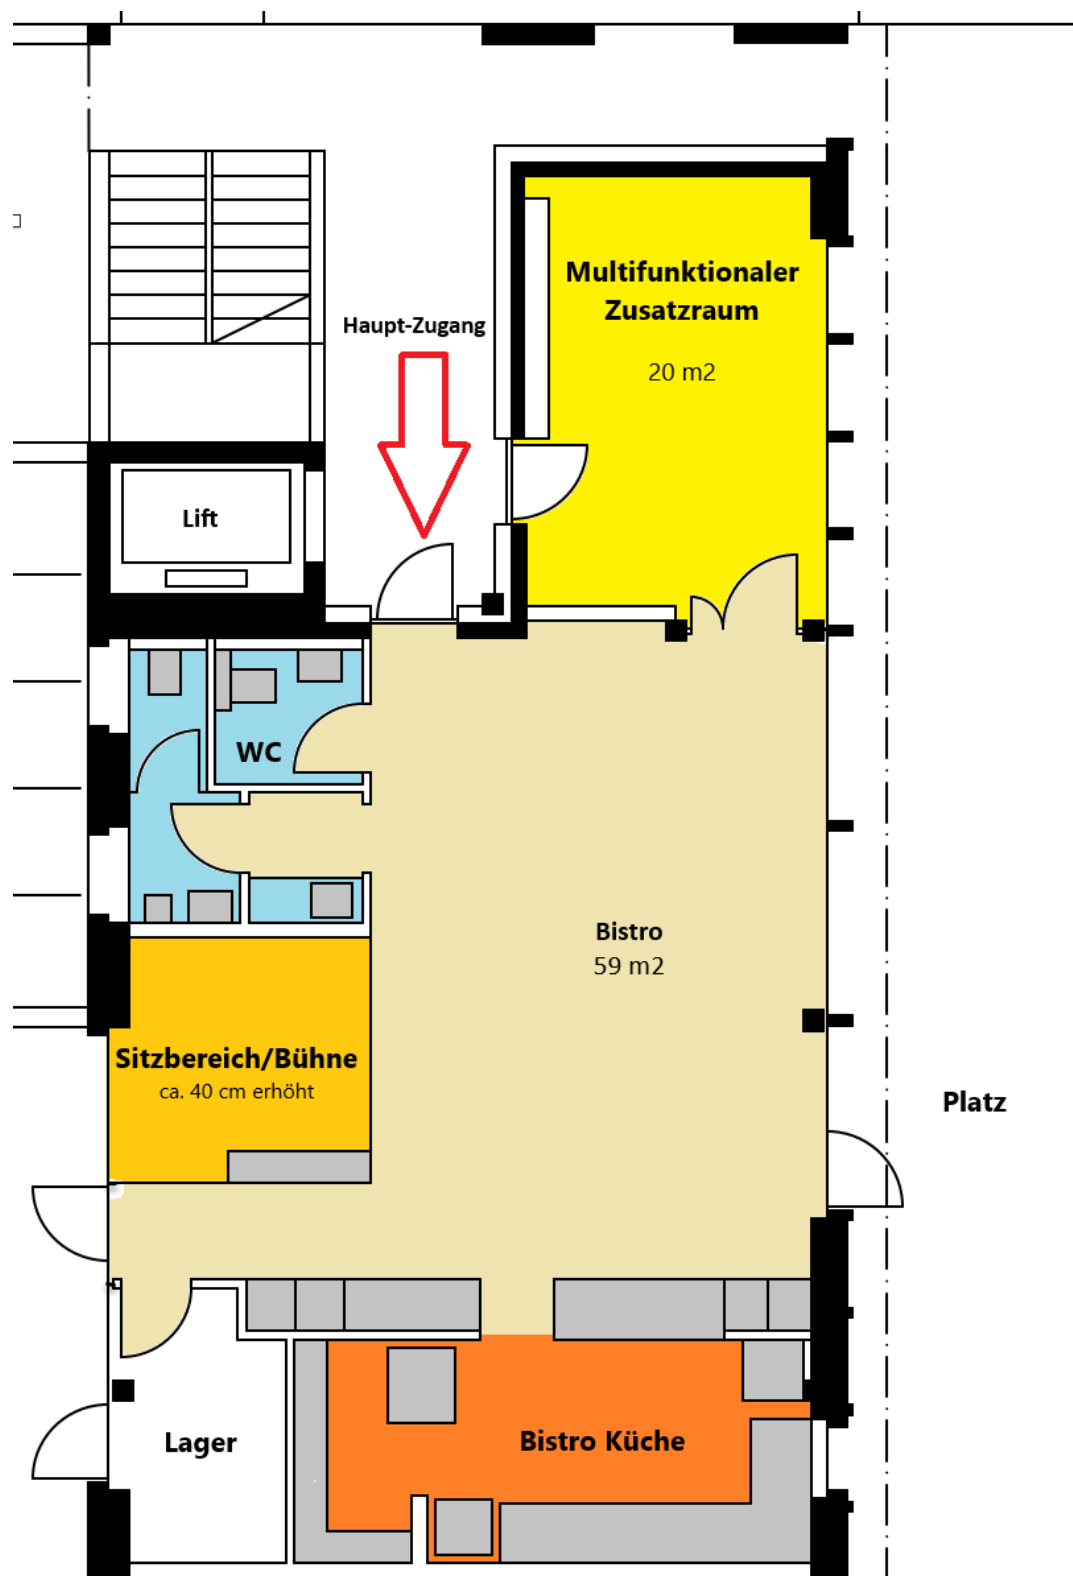 Multifunktionaler
Zusatzraum
20 m2
Haupt-Zugang
Lift
WC
Bistro
59 m2
Sitzbereich/Bühne
ca. 40 cm erhöht
Platz
Lager
Bistro Küche